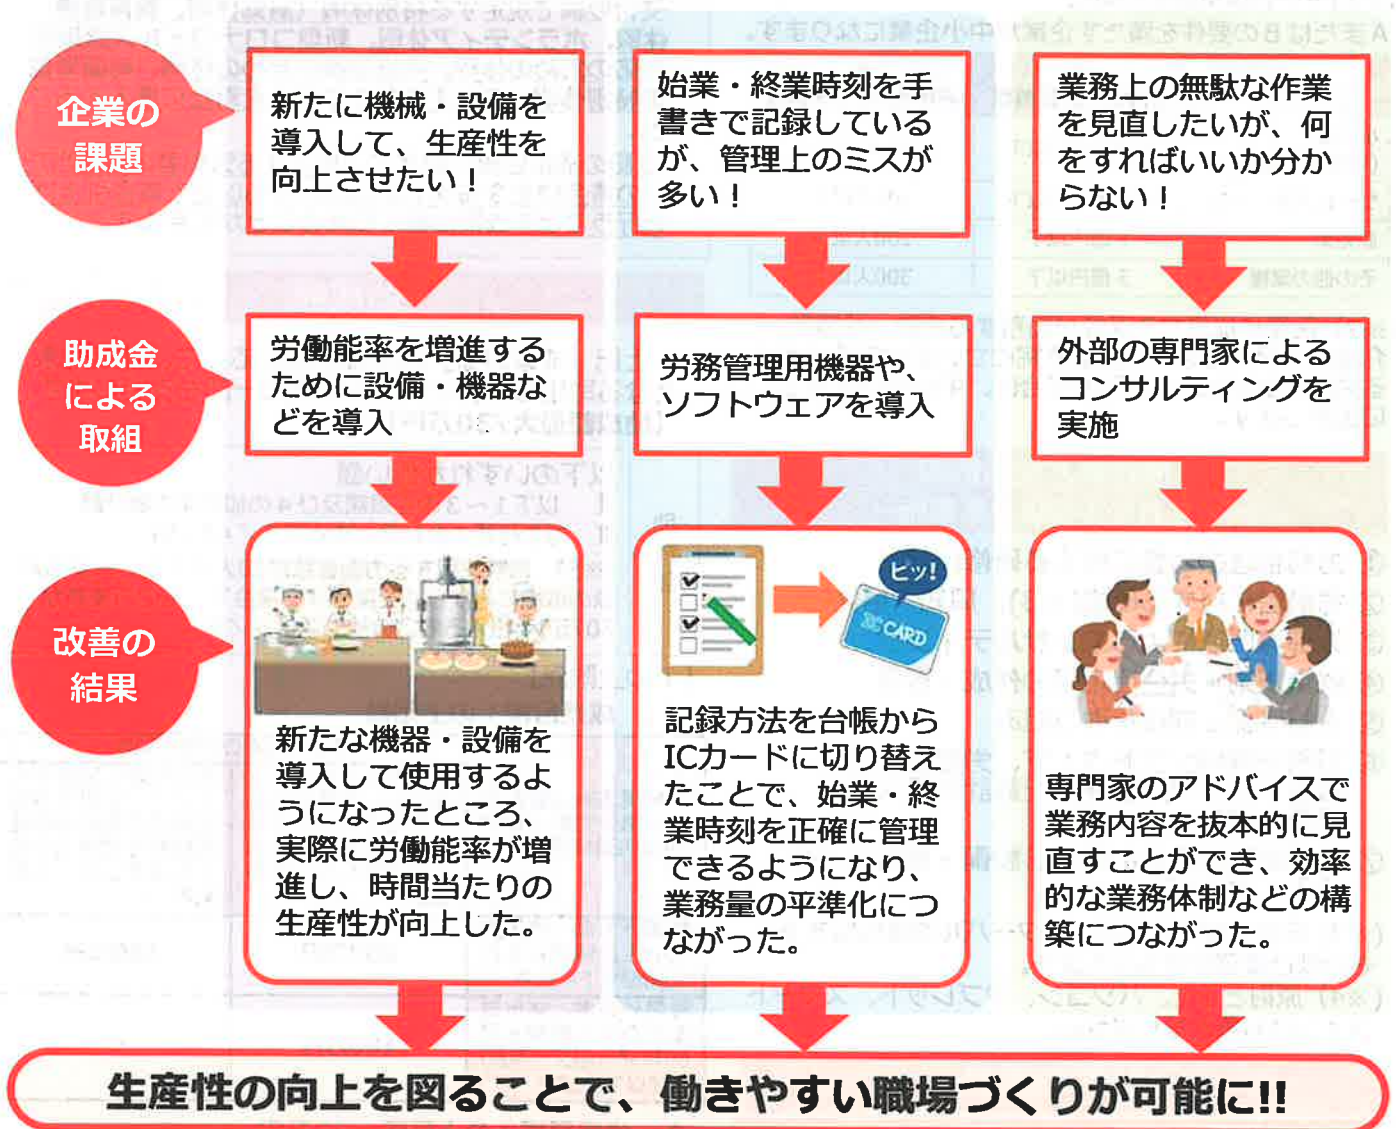 企業の
課題
新たに機械・設備を
導入して、生産性を
向上させたい！
始業・終業時刻を手
書きで記録している
が、管理上のミスが
多い！
業務上の無駄な作業
を見直したいが、何
をすればいいか分か
らない！
助成金
による
取組
労働能率を増進する
ために設備・機器な
どを導入
労務管理用機器や、
ソフトウェアを導入
外部の専門家による
コンサルティングを
実施
改善の
結果
新たな機器・設備を
導入して使用するよ
うになったところ、
実際に労働能率が増
進し、時間当たりの
生産性が向上した。
ピッ!
IC CARD
記録方法を台帳から
ICカードに切り替え
たことで、始業・終
業時刻を正確に管理
できるようになり、
業務量の平準化につ
ながった。
専門家のアドバイスで
業務内容を抜本的に見
直すことができ、効率
的な業務体制などの構
築につながった。
生産性の向上を図ることで、働きやすい職場づくりが可能に!!